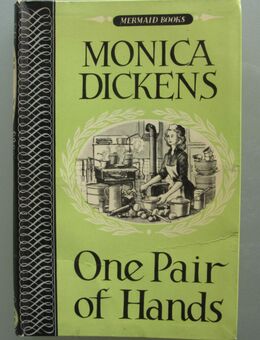 MERMAID BOOKS
MONICA
DICKENS
One Pair
of Hands